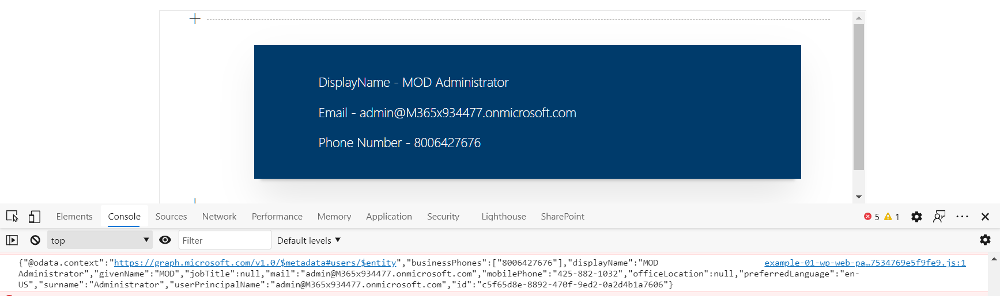 DisplayName - MOD Administrator
Email - admin@M365x934477.onmicrosoft.com
Phone Number - 8006427676
Elements Console Sources Network Performance Memory Application Security Lighthouse SharePoint 5 1
top Filter Default levels
{"@odata.context":"https://graph.microsoft.com/v1.0/$metadata#users/$entity","businessPhones":["8006427676"],"displayName":"MOD example-01-wp-web-pa…7534769e5f9fe9.js:1
Administrator","givenName":"MOD","jobTitle":null,"mail":"admin@M365x934477.onmicrosoft.com","mobilePhone":"425-882-1032","officeLocation":null,"preferredLanguage":"en-
US","surname":"Administrator","userPrincipalName":"admin@M365x934477.onmicrosoft.com","id":"c5f65d8e-8892-470f-9ed2-0a2d4b1a7606"}